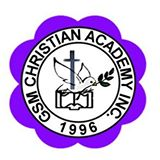 GSM CHRISTIAN ACADEMY INC.
1996